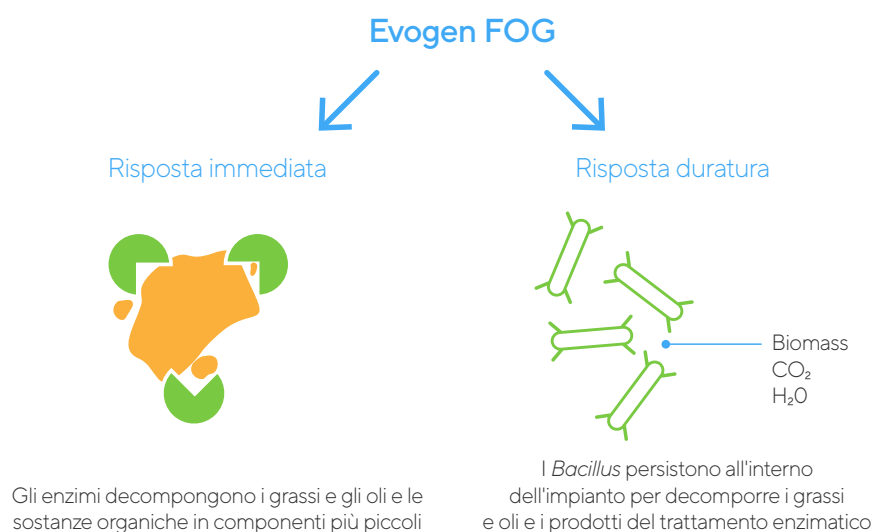 Evogen FOG
Risposta immediata
Risposta duratura
Biomass
CO₂
H₂0
Gli enzimi decompongono i grassi e gli oli e le
sostanze organiche in componenti più piccoli
I Bacillus persistono all'interno
dell'impianto per decomporre i grassi
e oli e i prodotti del trattamento enzimatico